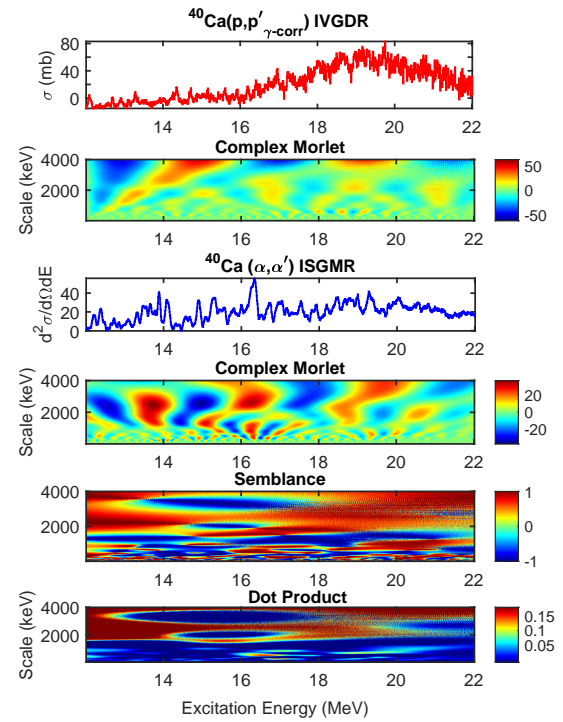 ⁴⁰Ca(p,p′γ-corr) IVGDR
σ (mb)
80
40
0
14 16 18 20 22
Complex Morlet
Scale (keV)
4000
2000
50
0
-50
14 16 18 20 22
⁴⁰Ca (α,α′) ISGMR
d²σ/dΩdE
40
20
0
14 16 18 20 22
Complex Morlet
Scale (keV)
4000
2000
20
0
-20
14 16 18 20 22
Semblance
Scale (keV)
4000
2000
1
0
-1
14 16 18 20 22
Dot Product
Scale (keV)
4000
2000
0.15
0.1
0.05
14 16 18 20 22
Excitation Energy (MeV)